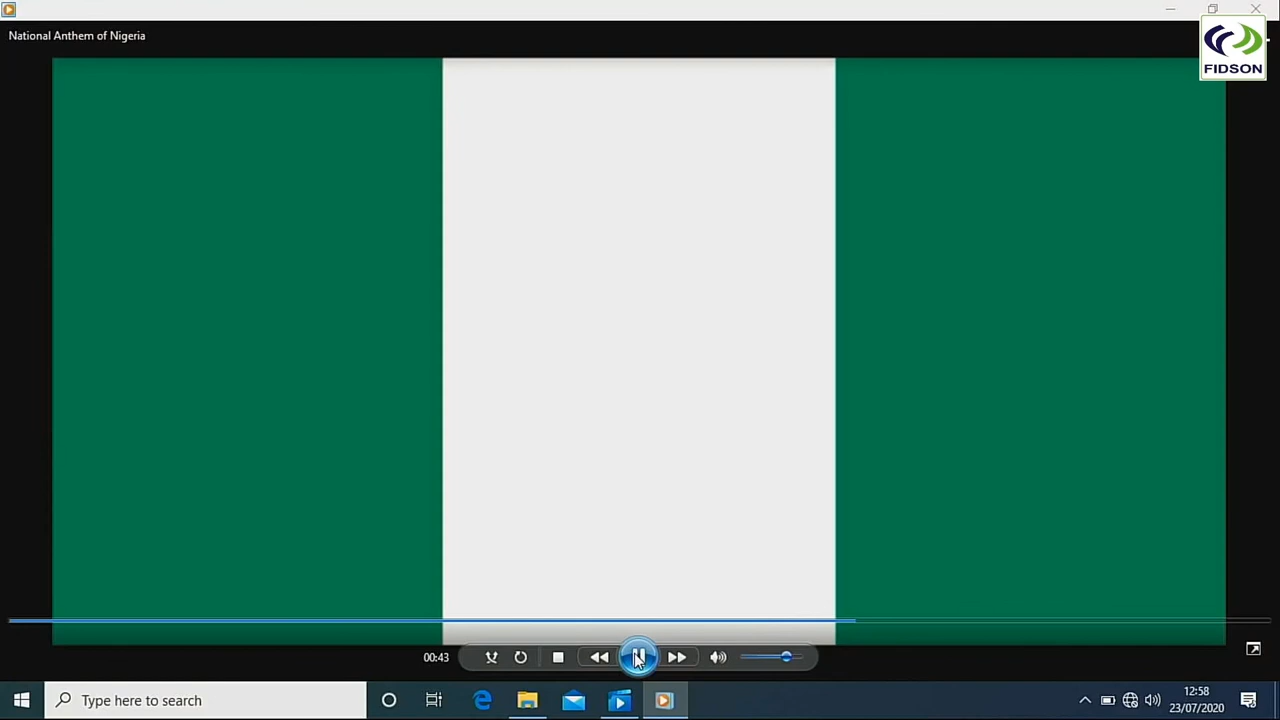 National Anthem of Nigeria
FIDSON
00:43
Type here to search
12:58
23/07/2020